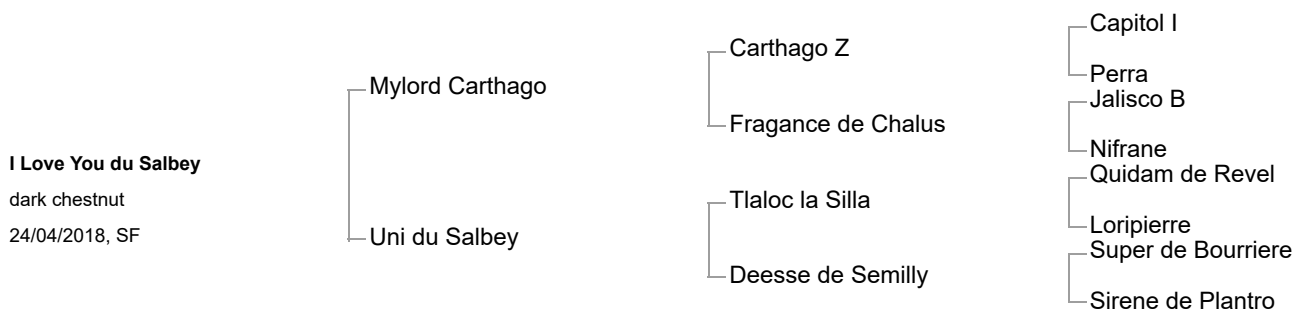 I Love You du Salbey
dark chestnut
24/04/2018, SF
Mylord Carthago
Uni du Salbey
Carthago Z
Fragance de Chalus
Tlaloc la Silla
Deesse de Semilly
Capitol I
Perra
Jalisco B
Nifrane
Quidam de Revel
Loripierre
Super de Bourriere
Sirene de Plantro